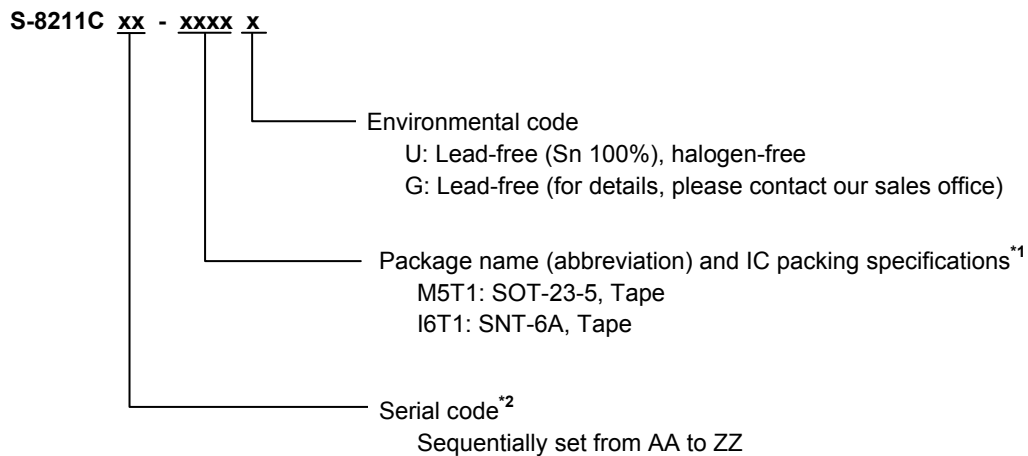 S-8211C xx - xxxx x
Environmental code
U: Lead-free (Sn 100%), halogen-free
G: Lead-free (for details, please contact our sales office)
Package name (abbreviation) and IC packing specifications*1
M5T1: SOT-23-5, Tape
I6T1: SNT-6A, Tape
Serial code*2
Sequentially set from AA to ZZ